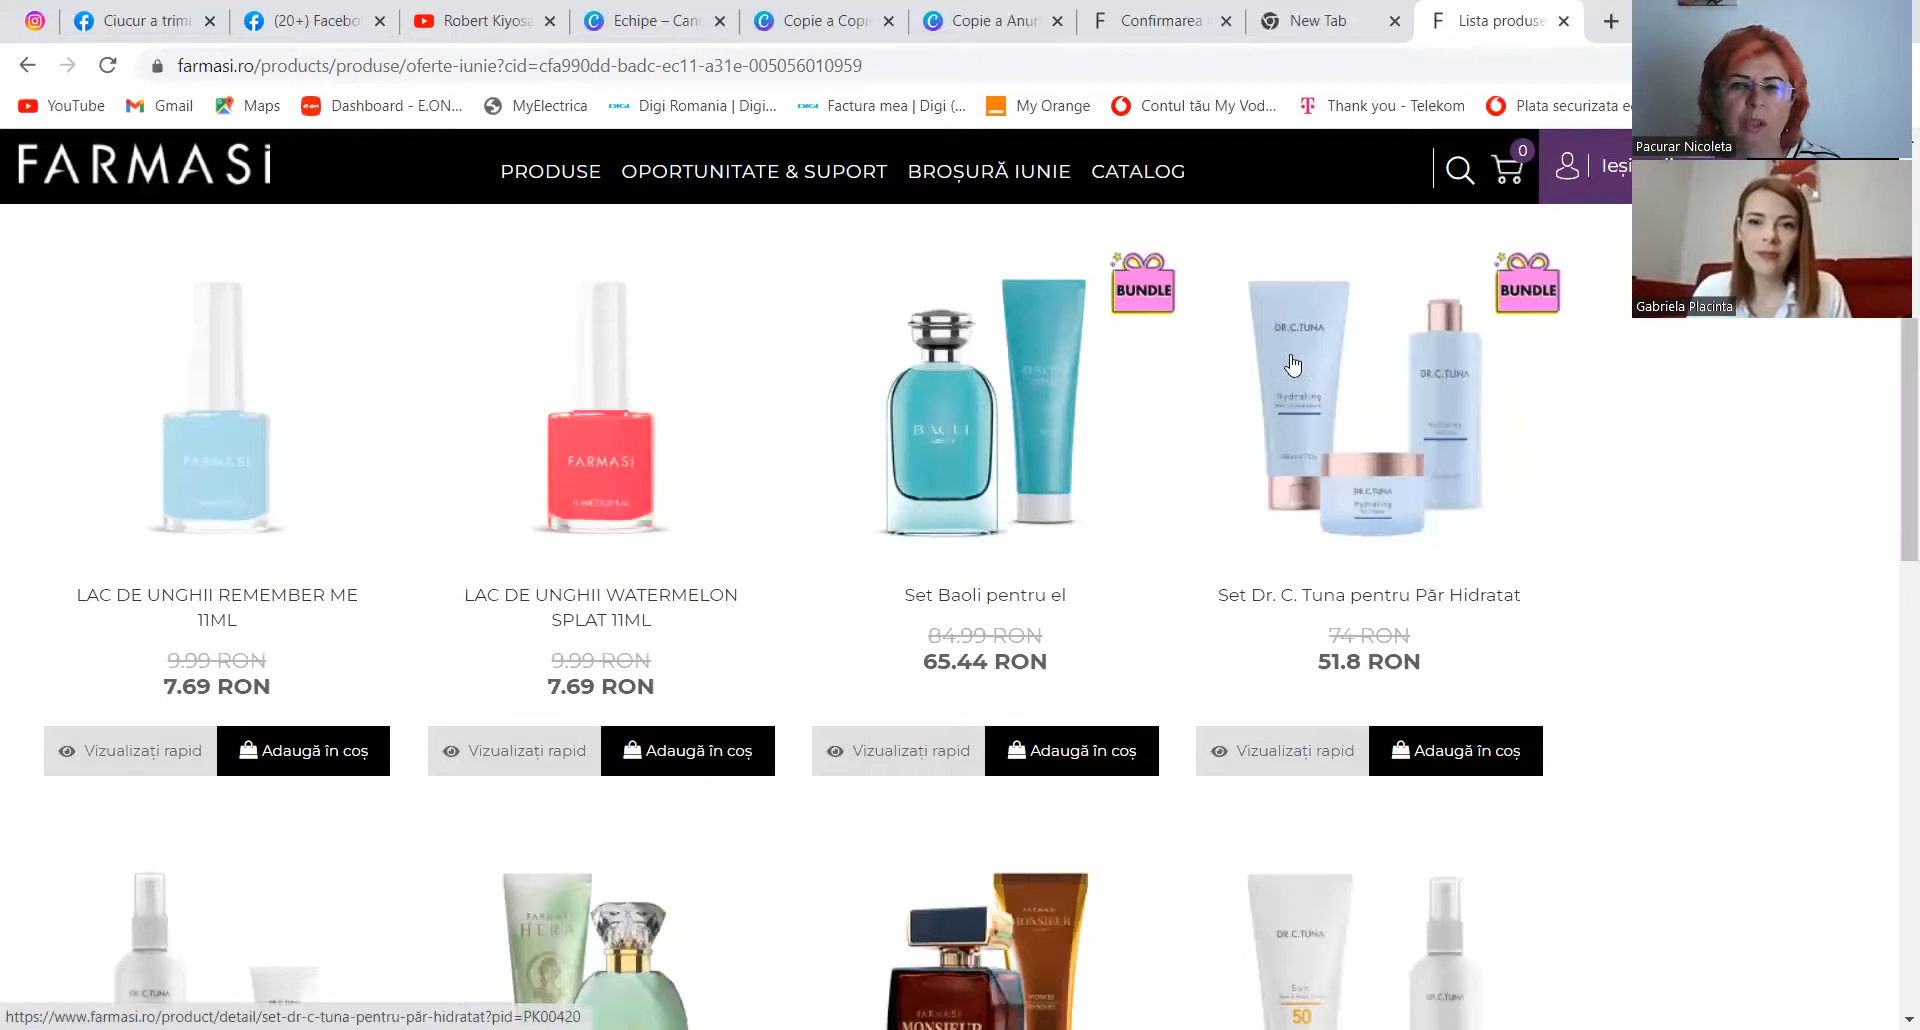 Ciucur a trimi
(20+) Facebo
Robert Kiyosa
Echipe – Can
Copie a Copi
Copie a Anu
Confirmarea
New Tab
Lista produse
farmasi.ro/products/produse/oferte-iunie?cid=cfa990dd-badc-ec11-a31e-005056010959
YouTube
Gmail
Maps
Dashboard - E.ON...
MyElectrica
Digi Romania | Digi...
Factura mea | Digi (...
My Orange
Contul tău My Vod...
Thank you - Telekom
Plata securizata
FARMASi
PRODUSE
OPORTUNITATE & SUPORT
BROȘURĂ IUNIE
CATALOG
0
Ieși
Pacurar Nicoleta
Gabriela Placinta
FARMASi
FARMASi
BAOLI
BUNDLE
DR.C.TUNA
Hydrating
DR.C.TUNA
DR.C.TUNA
Hydrating
BUNDLE
LAC DE UNGHII REMEMBER ME
11ML
9.99 RON
7.69 RON
LAC DE UNGHII WATERMELON
SPLAT 11ML
9.99 RON
7.69 RON
Set Baoli pentru el
84.99 RON
65.44 RON
Set Dr. C. Tuna pentru Păr Hidratat
74 RON
51.8 RON
Vizualizați rapid
Adaugă în coș
Vizualizați rapid
Adaugă în coș
Vizualizați rapid
Adaugă în coș
Vizualizați rapid
Adaugă în coș
DR.C.TUNA
FARMASI
HERA
FARMASI
MONSIEUR
MONSIEUR
DR.C.TUNA
Sun
50
DR.C.TUNA
https://www.farmasi.ro/product/detail/set-dr-c-tuna-pentru-păr-hidratat?pid=PK00420